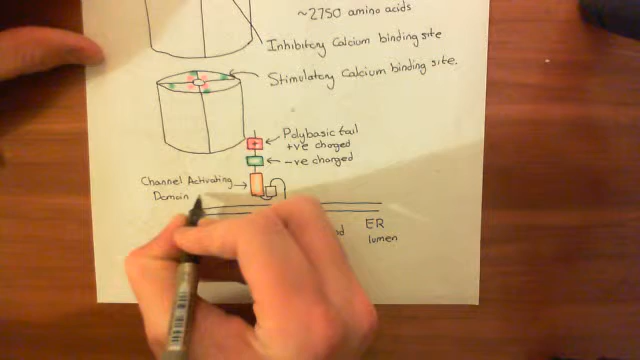 ~2750 amino acids
Inhibitory Calcium binding site
Stimulatory Calcium binding site.
Polybasic tail
+ve charged
-ve charged
Channel Activating
Domain
ER
lumen